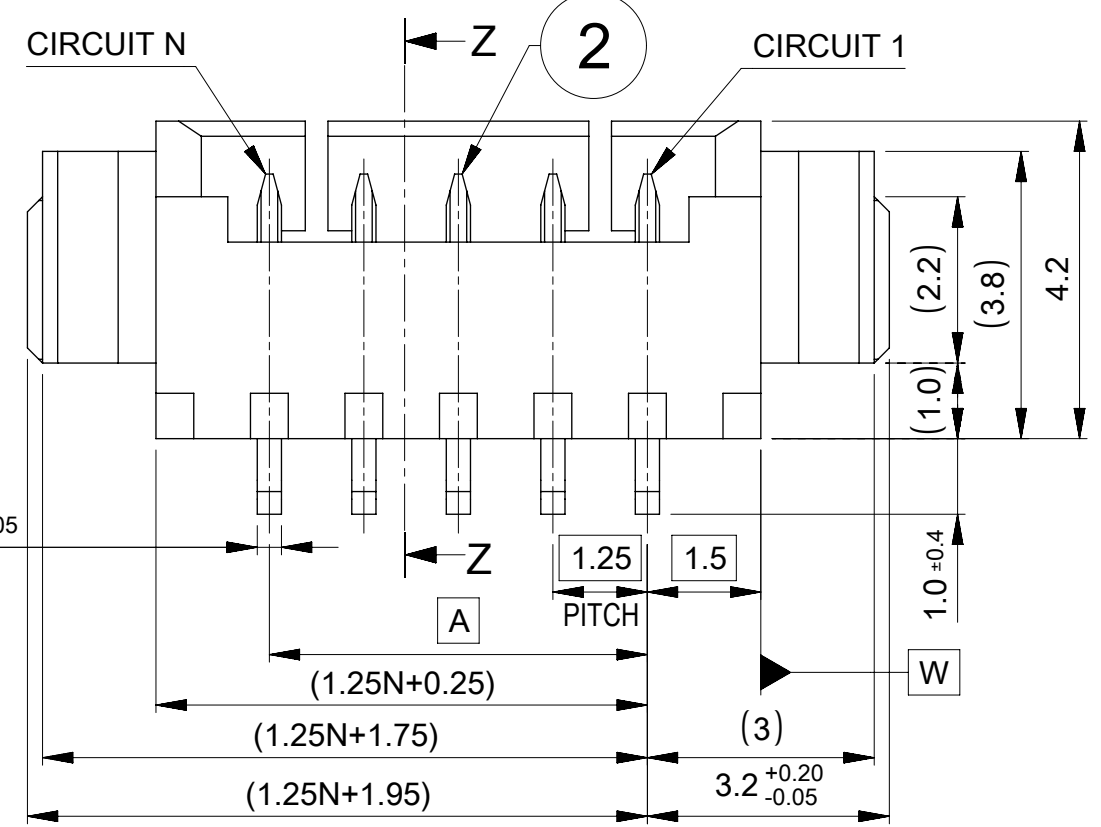 CIRCUIT N
Z
2
CIRCUIT 1
(2.2)
(3.8)
4.2
(1.0)
05
Z
1.25
1.5
PITCH
1.0 ±0.4
A
W
(1.25N+0.25)
(1.25N+1.75)
(3)
(1.25N+1.95)
3.2 +0.20
-0.05